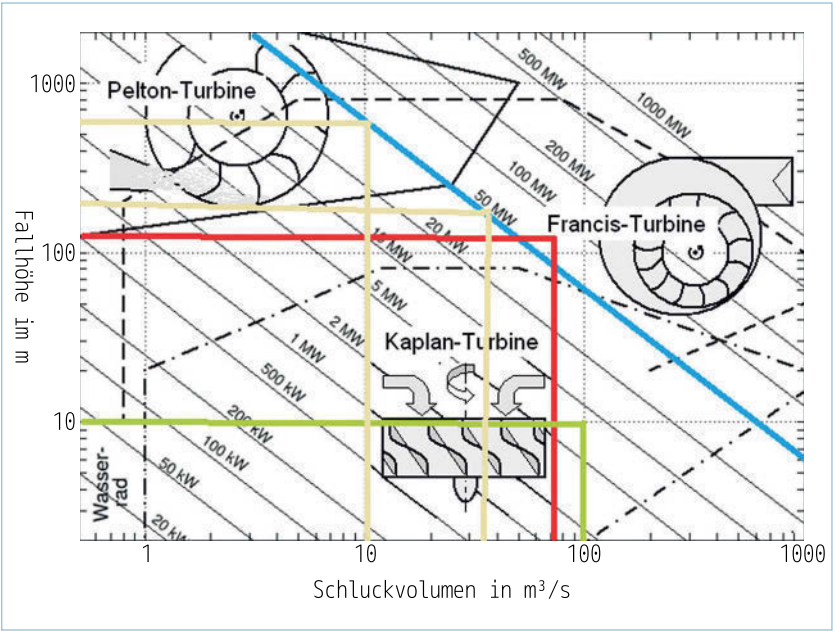 1000
Pelton-Turbine
500 MW
1000 MW
200 MW
100 MW
50 MW
20 MW
Francis-Turbine
100
10 MW
5 MW
2 MW
Kaplan-Turbine
1 MW
500 kW
10
200 kW
100 kW
50 kW
20 kW
Wasser-
rad
Fallhöhe in m
1
10
100
1000
Schluckvolumen in m³/s